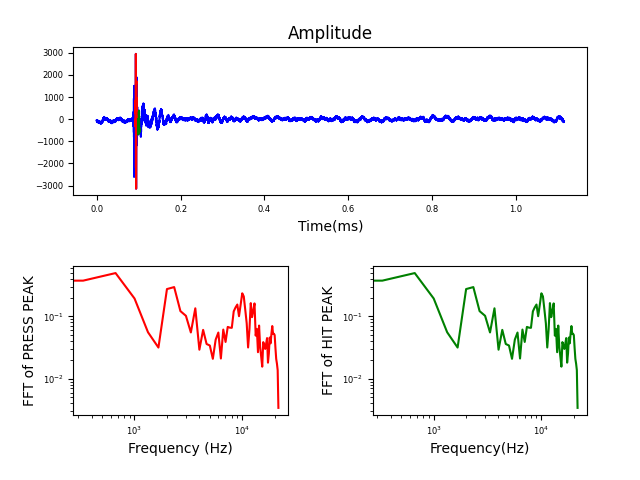 Amplitude
3000
2000
1000
0
−1000
−2000
−3000
0.0 0.2 0.4 0.6 0.8 1.0
Time(ms)
FFT of PRESS PEAK
10⁻¹
10⁻²
10³ 10⁴
Frequency (Hz)
FFT of HIT PEAK
10⁻¹
10⁻²
10³ 10⁴
Frequency(Hz)